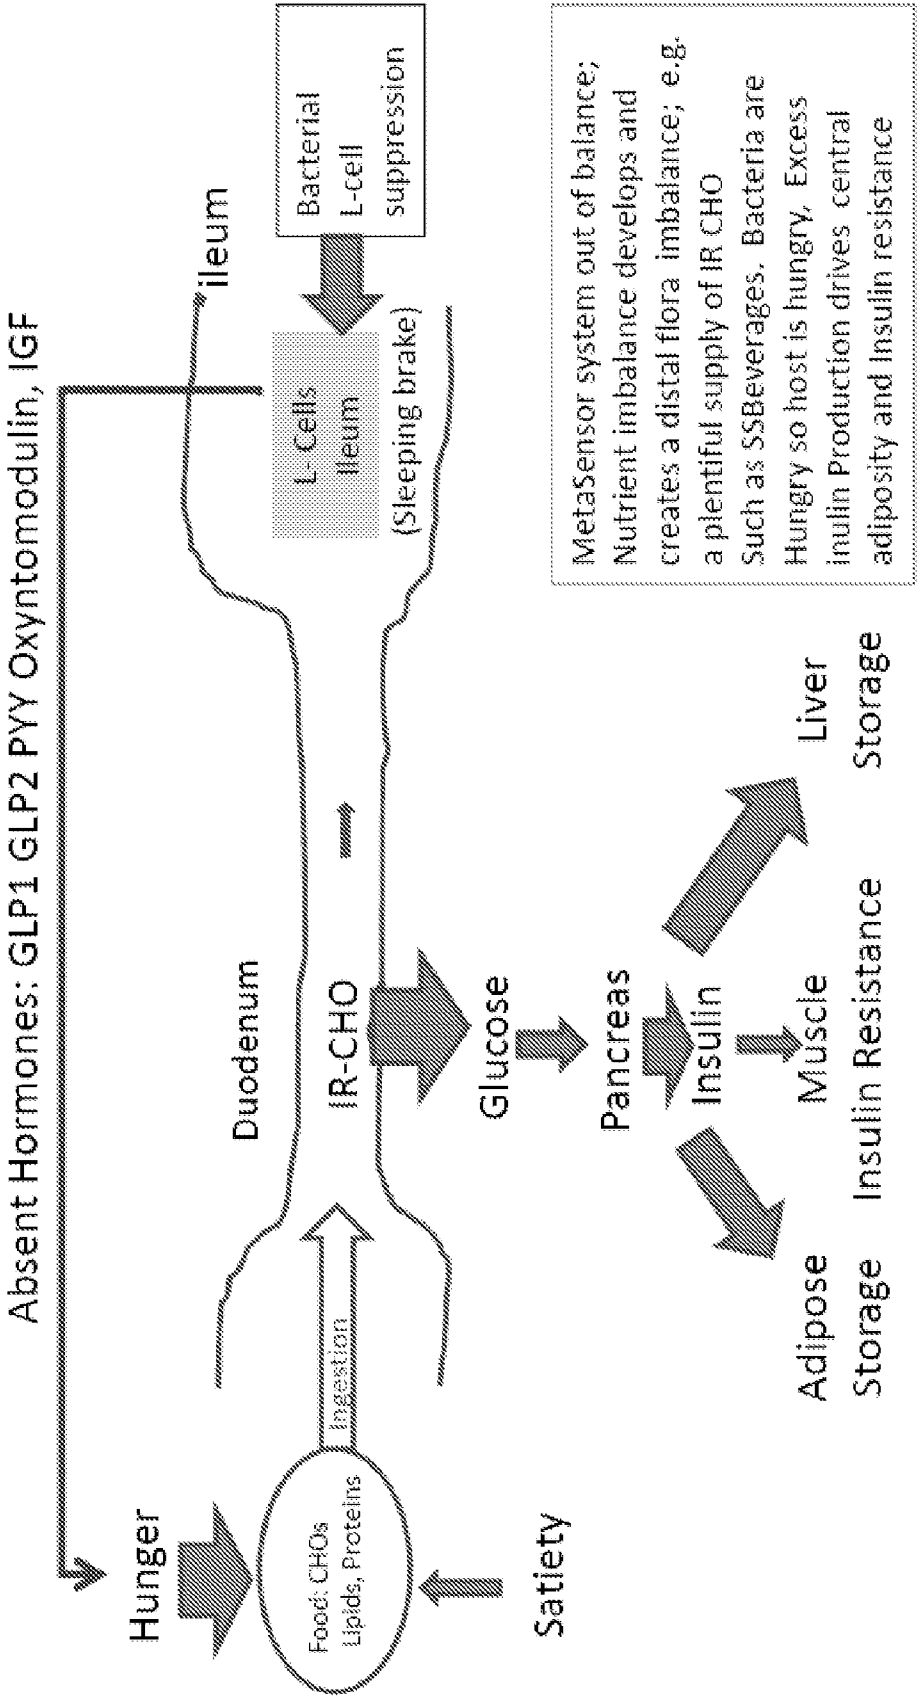 Absent Hormones: GLP1 GLP2 PYY Oxyntomodulin, IGF
Hunger
Food: CHOs
Lipids, Proteins
Satiety
Ingestion
Duodenum
IR-CHO
ileum
L- Cells
Ileum
(Sleeping brake)
Bacterial
L-cell
suppression
Glucose
Pancreas
Insulin
Adipose
Storage
Muscle
Insulin Resistance
Liver
Storage
MetaSensor system out of balance;
Nutrient imbalance develops and
creates a distal flora imbalance; e.g.
a plentiful supply of IR CHO
Such as SSBeverages. Bacteria are
Hungry so host is hungry, Excess
inulin Production drives central
adiposity and Insulin resistance